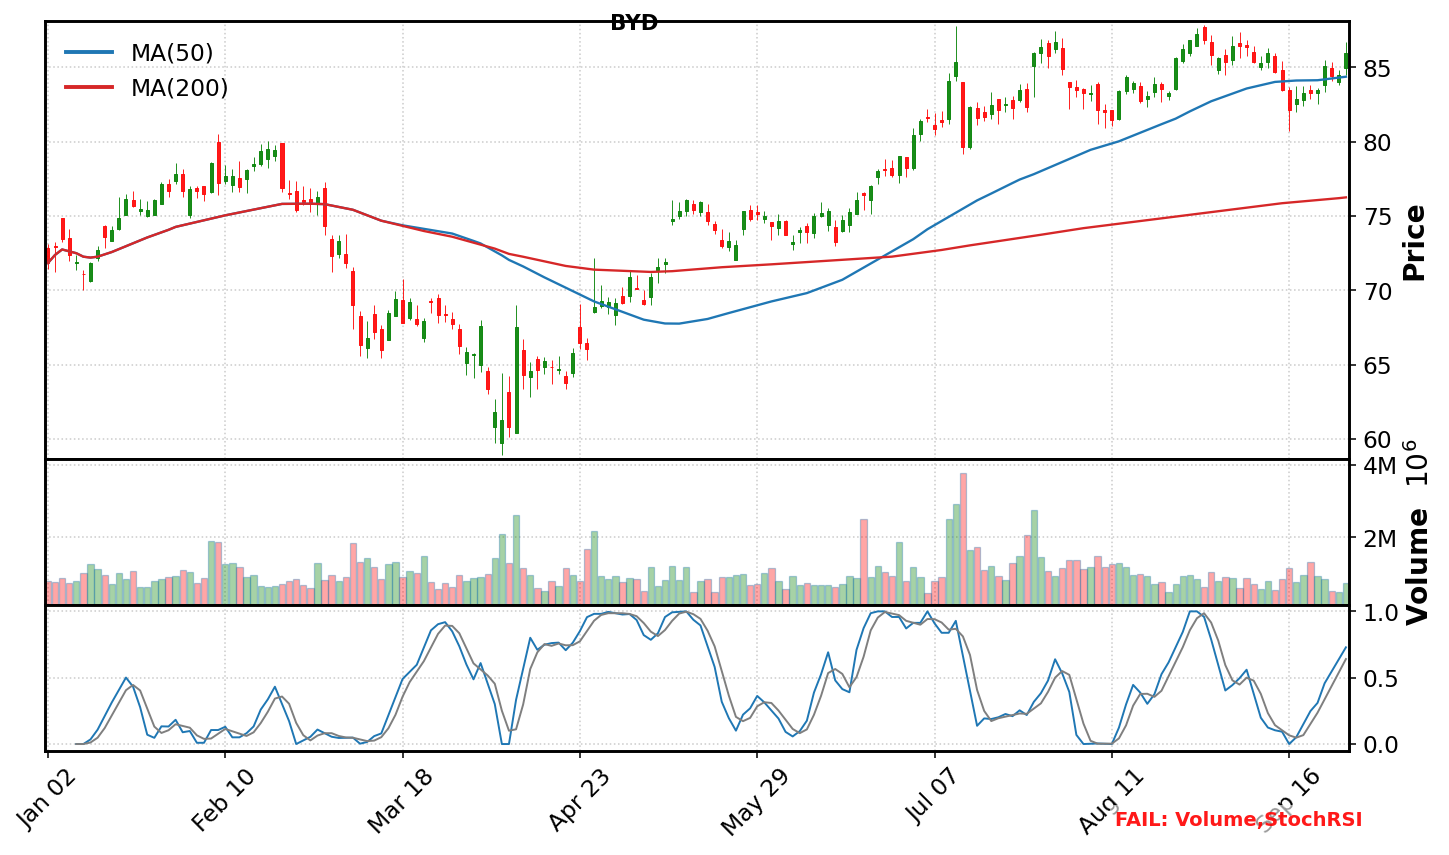 BYD
MA(50)
MA(200)
85
80
75
70
65
60
Price
4M
2M
Volume 10⁶
1.0
0.5
0.0
Jan 02
Feb 10
Mar 18
Apr 23
May 29
Jul 07
Aug 11
Sep 16
FAIL: Volume,StochRSI